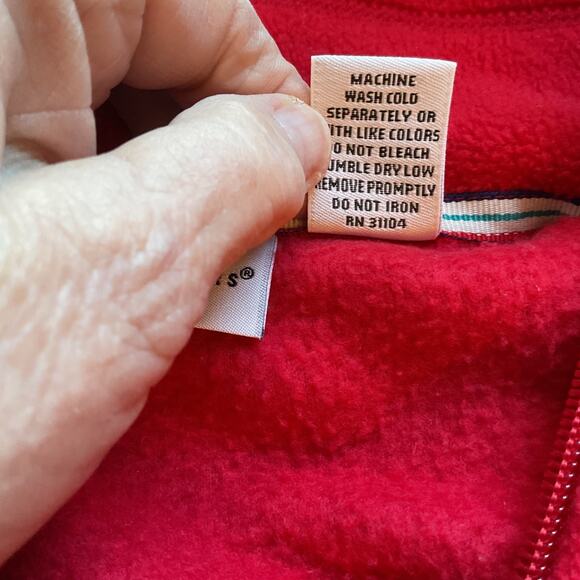 MACHINE
WASH COLD
SEPARATELY OR
ITH LIKE COLORS
O NOT BLEACH
UMBLE DRY LOW
REMOVE PROMPTLY
DO NOT IRON
RN 31104
S®